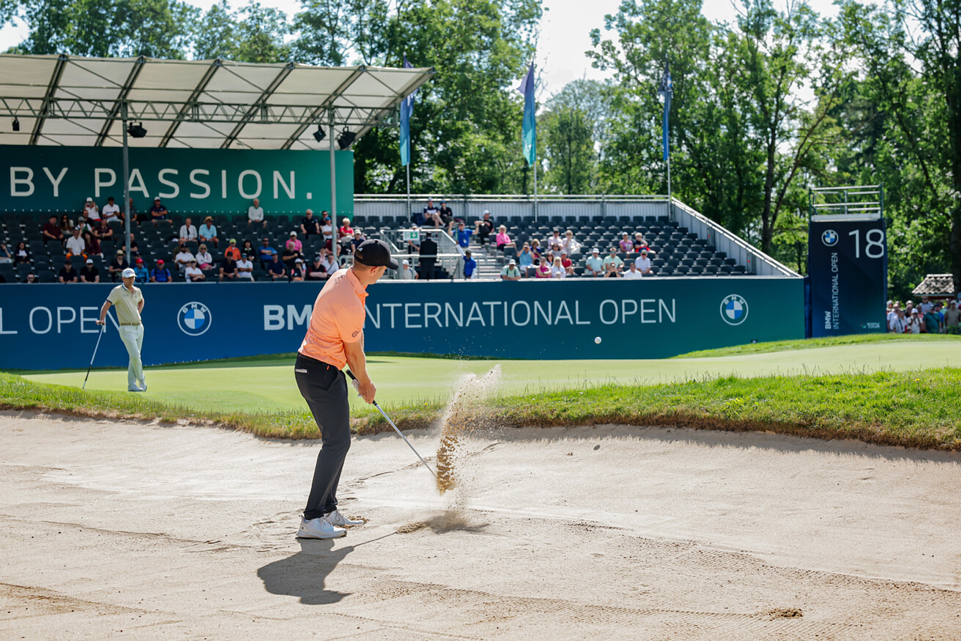 BY PASSION.
L OPE
BMW INTERNATIONAL OPEN
18
BMW
INTERNATIONAL OPEN